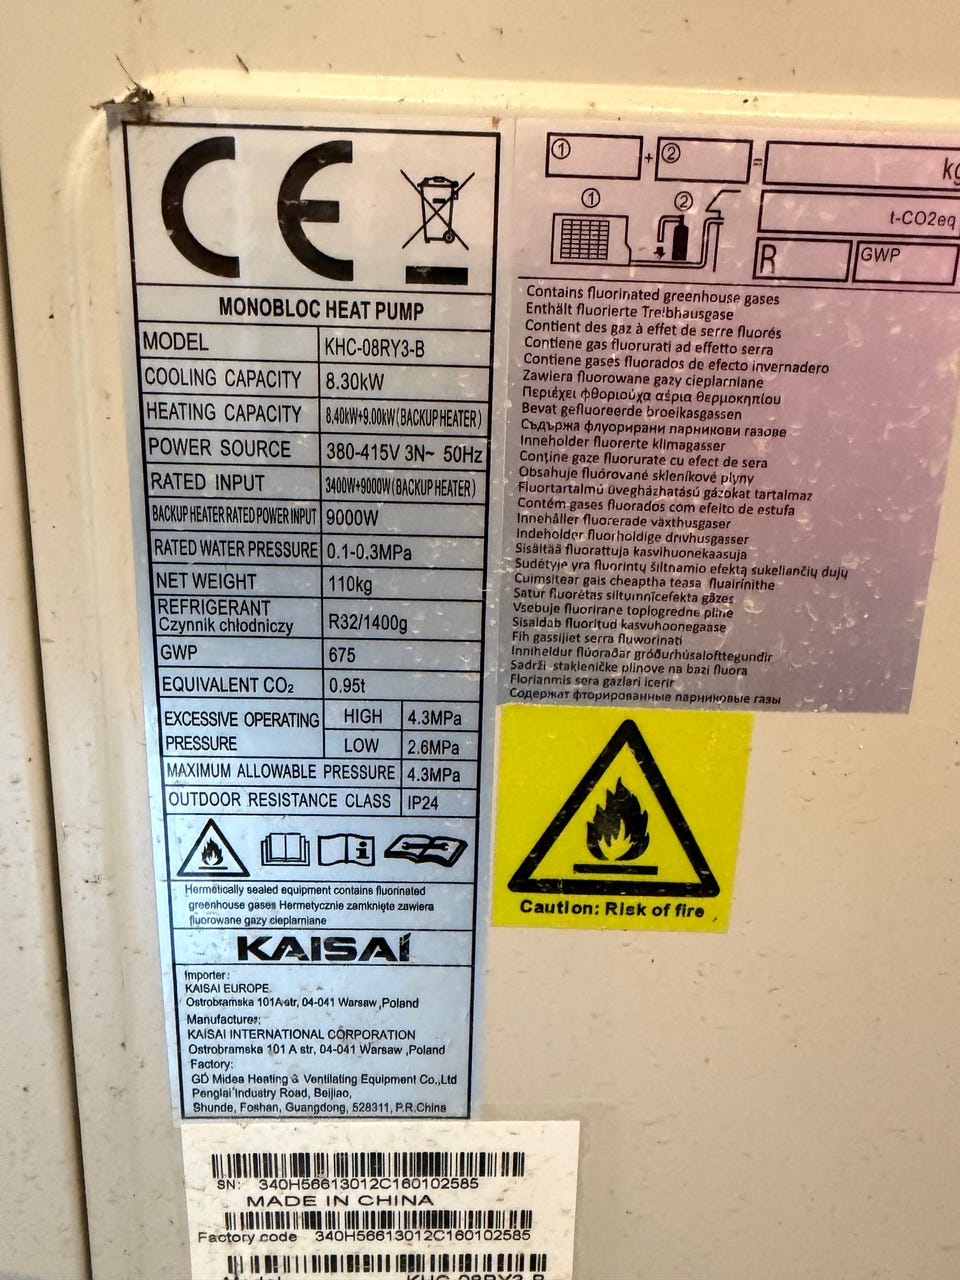 CE
MONOBLOC HEAT PUMP
MODEL KHC-08RY3-B
COOLING CAPACITY 8.30kW
HEATING CAPACITY 8.40kW+9.00kW(BACKUP HEATER)
POWER SOURCE 380-415V 3N~ 50Hz
RATED INPUT 3400W+9000W(BACKUP HEATER)
BACKUP HEATER RATED POWER INPUT 9000W
RATED WATER PRESSURE 0.1-0.3MPa
NET WEIGHT 110kg
REFRIGERANT
Czynnik chłodniczy R32/1400g
GWP 675
EQUIVALENT CO₂ 0.95t
EXCESSIVE OPERATING PRESSURE HIGH 4.3MPa
LOW 2.6MPa
MAXIMUM ALLOWABLE PRESSURE 4.3MPa
OUTDOOR RESISTANCE CLASS IP24
Hermetically sealed equipment contains fluorinated
greenhouse gases Hermetycznie zamknięte zawiera
fluorowane gazy cieplarniane
KAISAI
Importer:
KAISAI EUROPE
Ostrobramska 101A str, 04-041 Warsaw ,Poland
Manufacturer:
KAISAI INTERNATIONAL CORPORATION
Ostrobramska 101 A str, 04-041 Warsaw ,Poland
Factory:
GD Midea Heating & Ventilating Equipment Co.,Ltd
Penglai Industry Road, Beijiao,
Shunde, Foshan, Guangdong, 528311, P.R.China
SN: 340H56613012C160102585
MADE IN CHINA
Factory code 340H56613012C160102585
Model KHC-08RY3-B
① + ② = kg
① ② t-CO2eq
R GWP
Contains fluorinated greenhouse gases
Enthält fluorierte Treibhausgase
Contient des gaz à effet de serre fluorés
Contiene gas fluorurati ad effetto serra
Contiene gases fluorados de efecto invernadero
Zawiera fluorowane gazy cieplarniane
Περιέχει φθοριούχα αέρια θερμοκηπίου
Bevat gefluoreerde broeikasgassen
Съдържа флуорирани парникови газове
Inneholder fluorerte klimagasser
Conține gaze fluorurate cu efect de sera
Obsahuje fluórované skleníkové plyny
Fluortartalmú üvegházhatású gázokat tartalmaz
Contém gases fluorados com efeito de estufa
Innehåller fluorerade växthusgaser
Indeholder fluorholdige drivhusgasser
Sisältää fluorattuja kasvihuonekaasuja
Sudėtyje yra fluorintų šiltnamio efektą sukeliančių dujų
Cuimsítear gais cheaptha teasa fluairínithe
Satur fluorētas siltumnīcefekta gāzes
Vsebuje fluorirane toplogredne pline
Sisaldab fluoritud kasvuhoonegaase
Fih gassijiet serra fluworinati
Inniheldur flúoraðar gróðurhúsalofttegundir
Sadrži stakleničke plinove na bazi fluora
Florianmis sera gazlari icerir
Содержат фторированные парниковые газы
Caution: Risk of fire